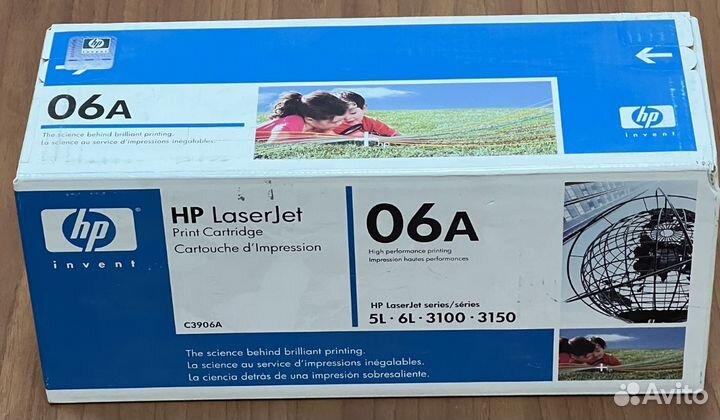 hp
invent
06A
The science behind brilliant printing.
La science au service d'impressions inégalables.
hp
invent
hp
invent
HP LaserJet
Print Cartridge
Cartouche d'Impression
C3906A
06A
High performance printing
Impression hautes performances
HP LaserJet series/séries
5L · 6L · 3100 · 3150
The science behind brilliant printing.
La science au service d'impressions inégalables.
La ciencia detrás de una impresión sobresaliente.
Avito